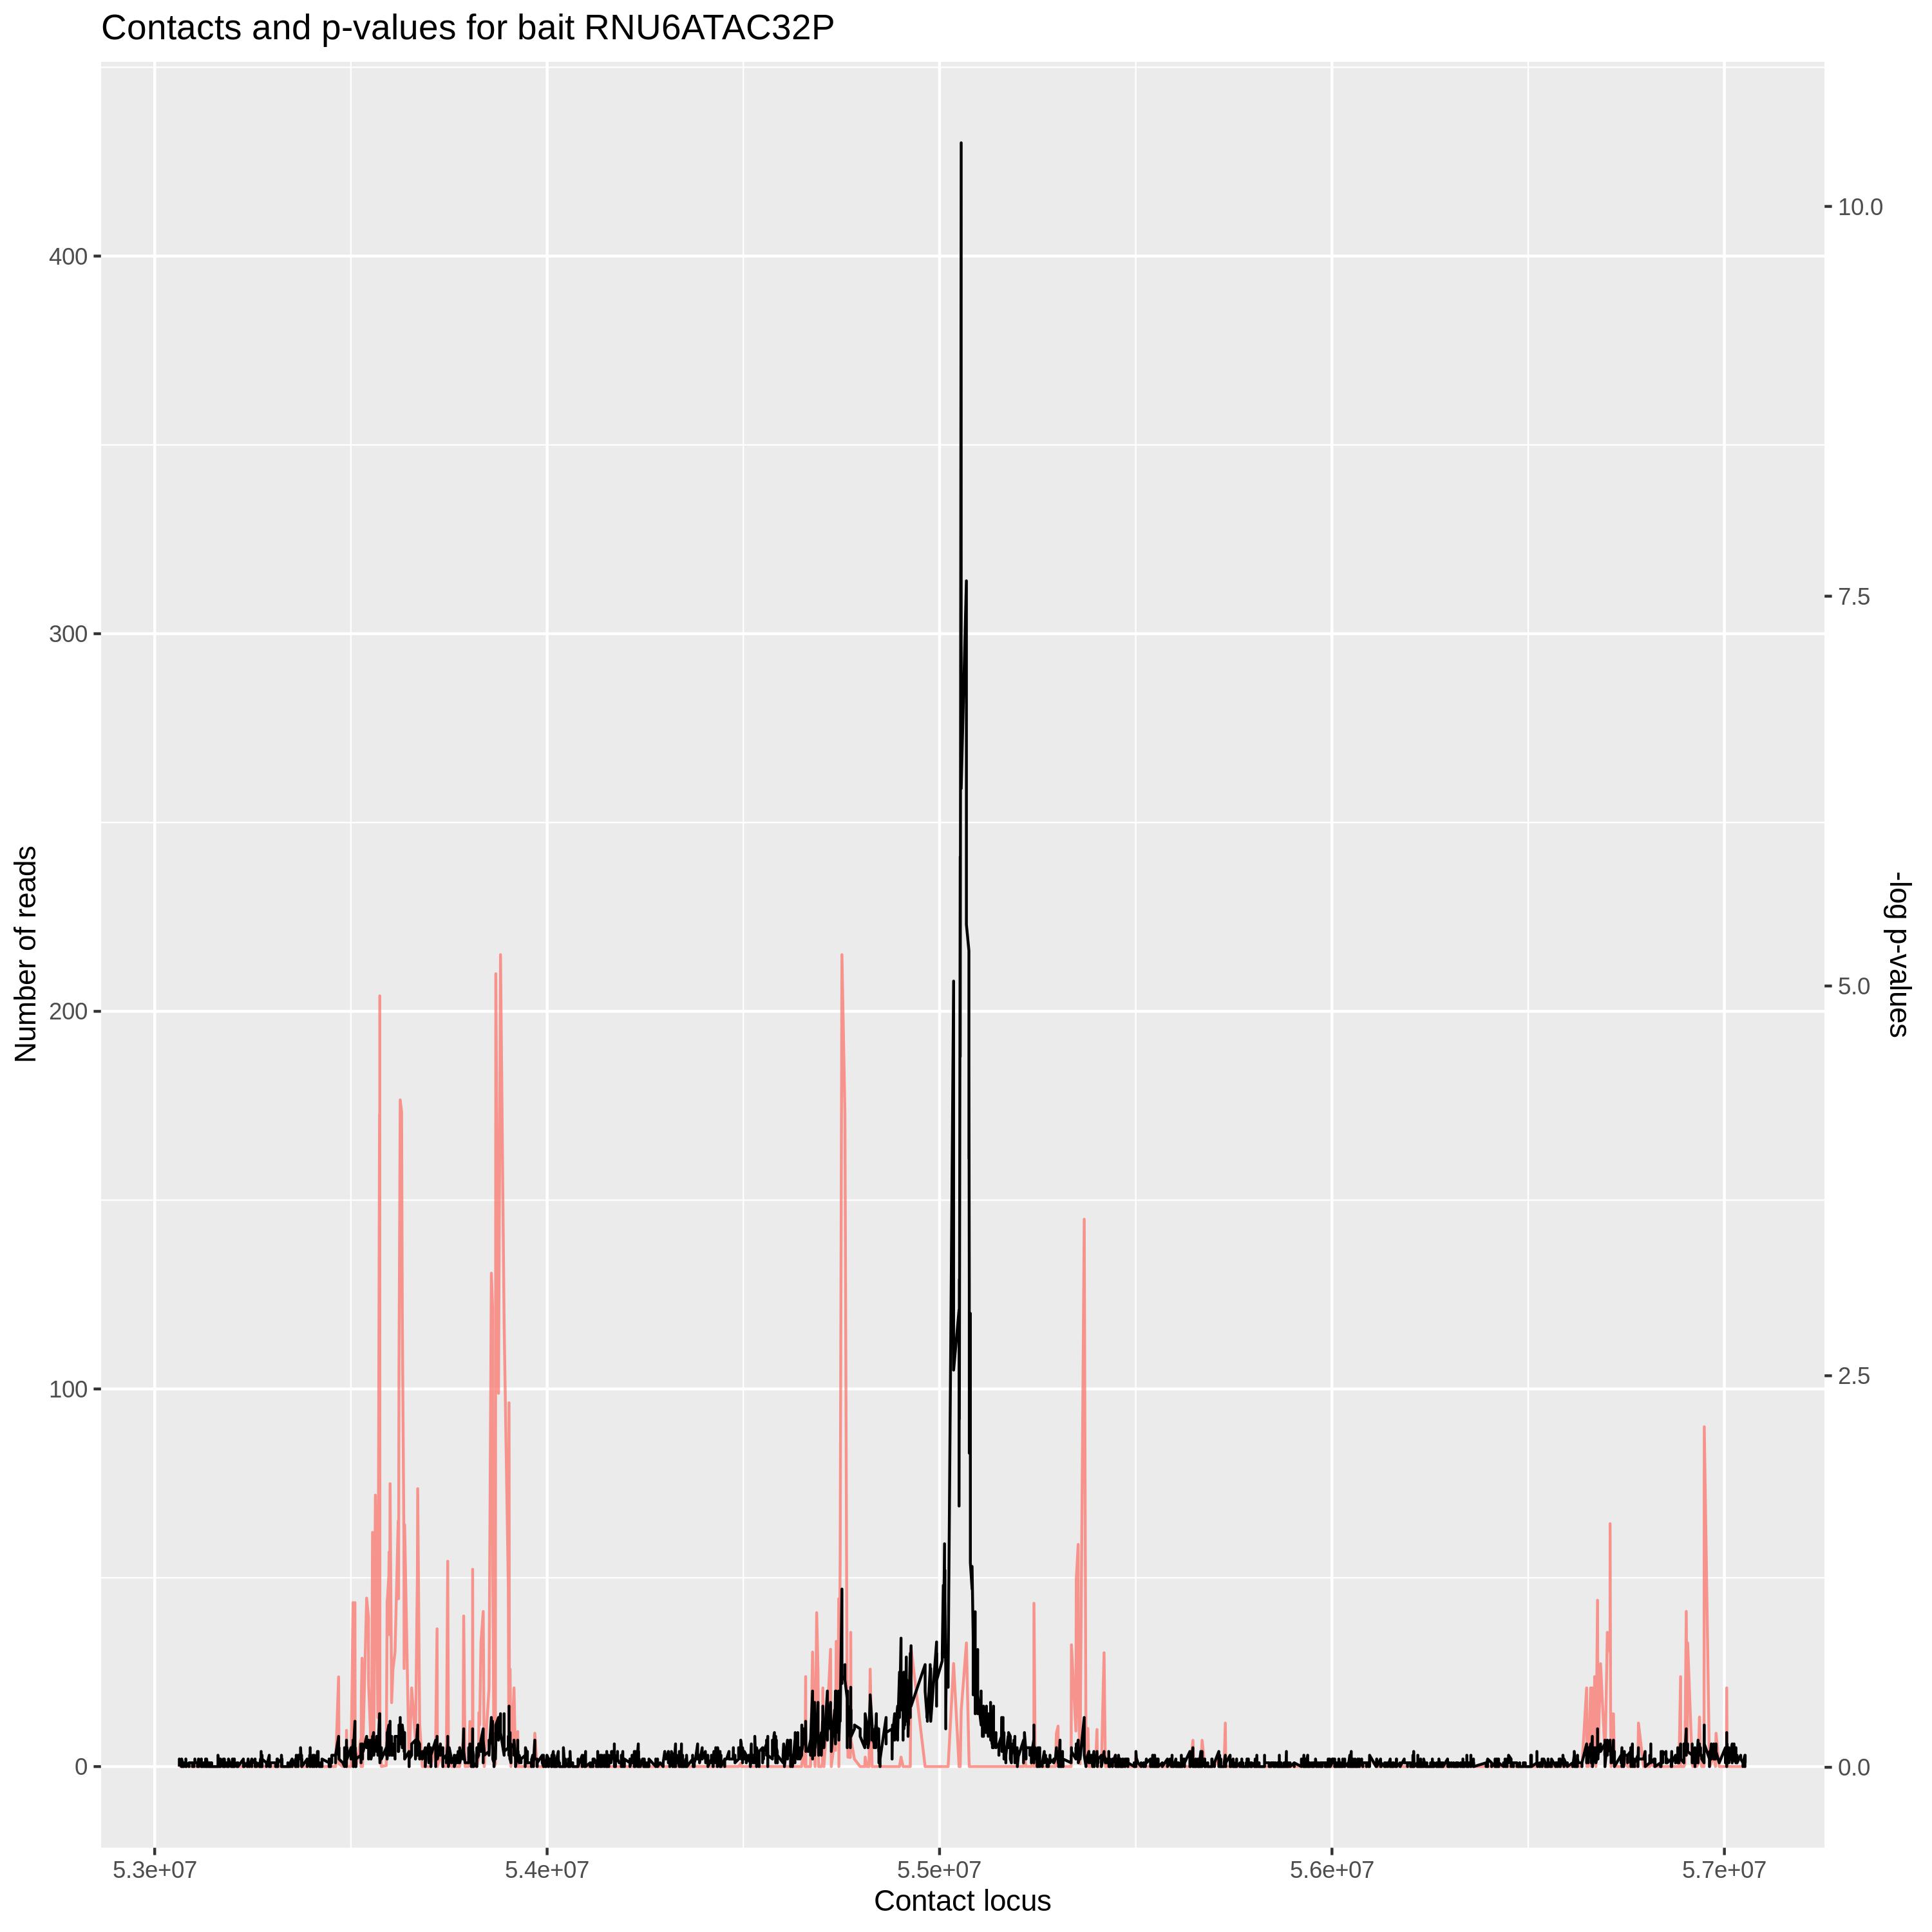 Contacts and p-values for bait RNU6ATAC32P
400
300
200
100
0
Number of reads
10.0
7.5
5.0
2.5
0.0
-log p-values
5.3e+07
5.4e+07
5.5e+07
5.6e+07
5.7e+07
Contact locus